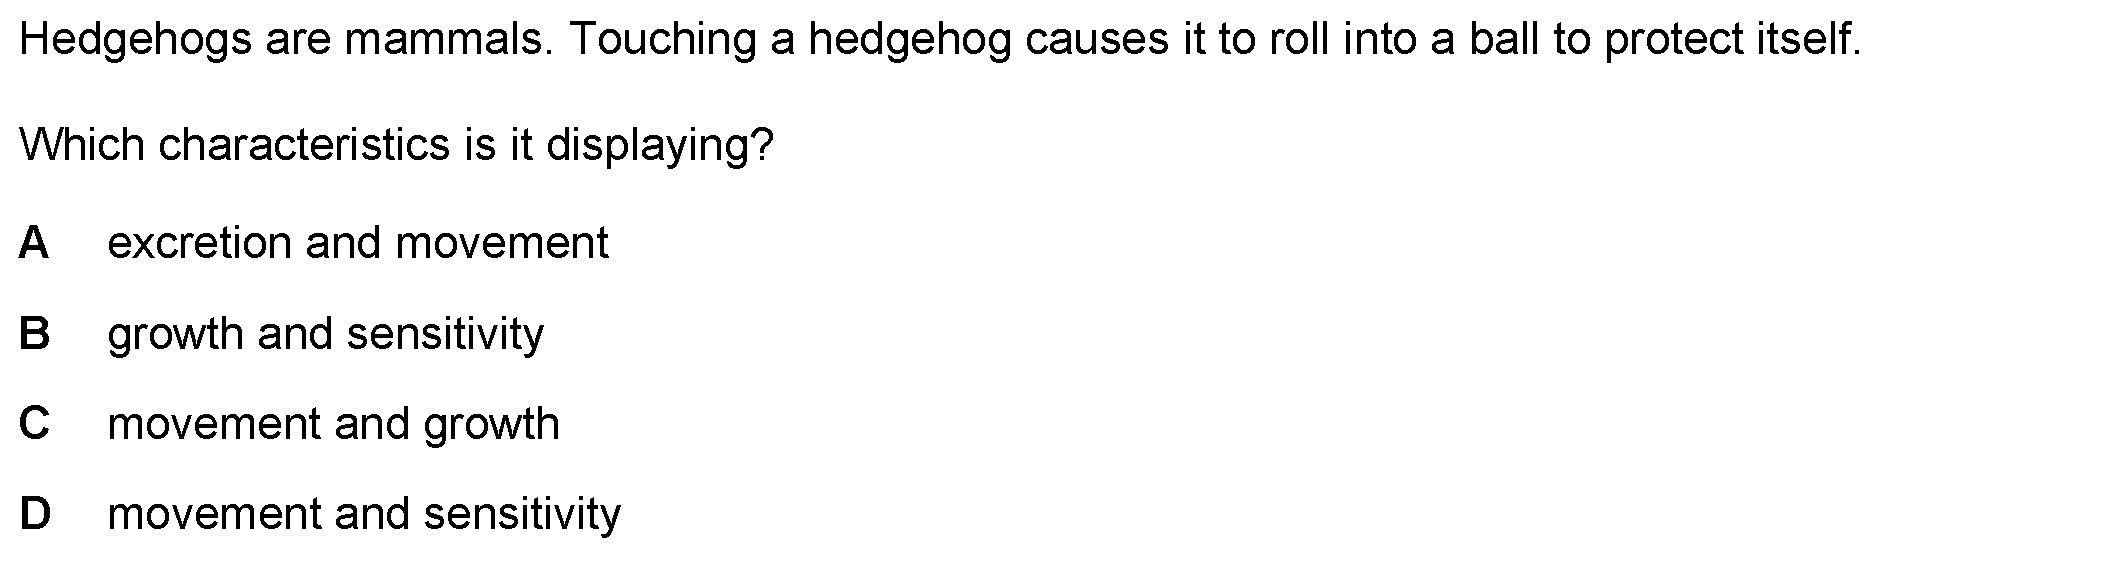 Hedgehogs are mammals. Touching a hedgehog causes it to roll into a ball to protect itself.
Which characteristics is it displaying?
A excretion and movement
B growth and sensitivity
C movement and growth
D movement and sensitivity